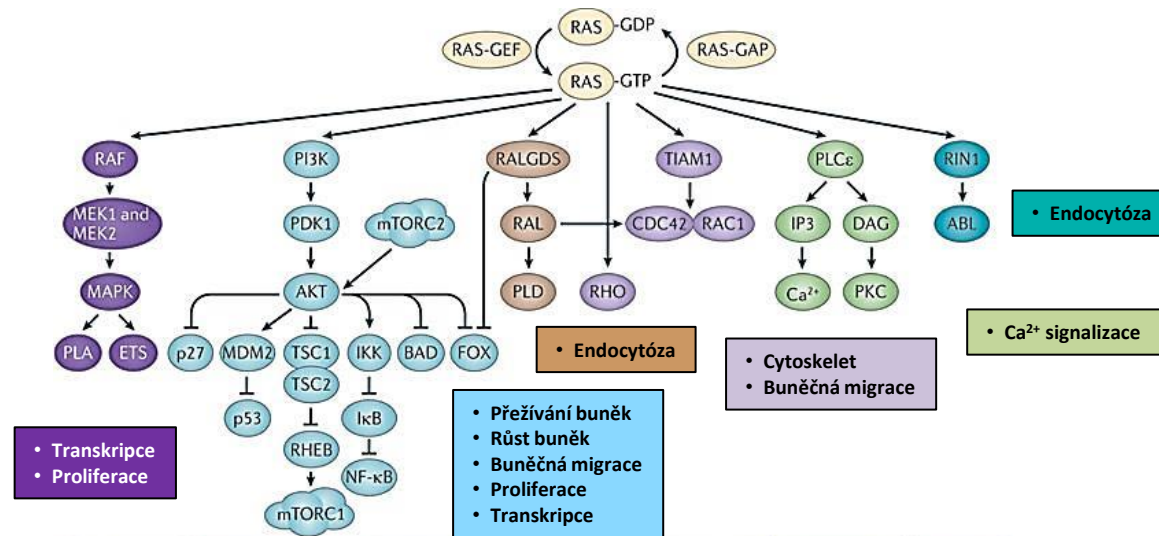 RAS -GDP
RAS-GEF
RAS-GAP
RAS -GTP
RAF
PI3K
RALGDS
TIAM1
PLCε
RIN1
MEK1 and
MEK2
PDK1
mTORC2
RAL
CDC42
RAC1
IP3
DAG
ABL
• Endocytóza
MAPK
AKT
PLD
RHO
Ca²⁺
PKC
PLA
ETS
p27
MDM2
TSC1
TSC2
IKK
BAD
FOX
• Endocytóza
• Cytoskelet
• Buněčná migrace
• Ca²⁺ signalizace
p53
IκB
RHEB
NF-κB
mTORC1
• Transkripce
• Proliferace
• Přežívání buněk
• Růst buněk
• Buněčná migrace
• Proliferace
• Transkripce